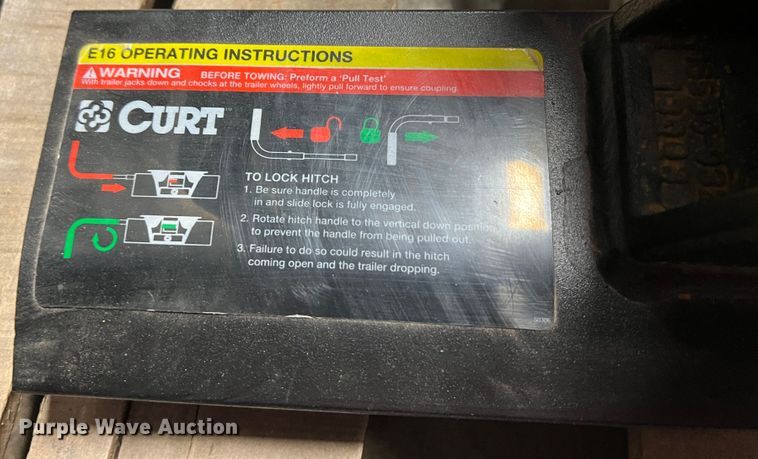 E16 OPERATING INSTRUCTIONS
WARNING BEFORE TOWING: Preform a 'Pull Test'
With trailer jacks down and chocks at the trailer wheels, lightly pull forward to ensure coupling.
CURT
TO LOCK HITCH
1. Be sure handle is completely
in and slide lock is fully engaged.
2. Rotate hitch handle to the vertical down position
to prevent the handle from being pulled out.
3. Failure to do so could result in the hitch
coming open and the trailer dropping.
Purple Wave Auction